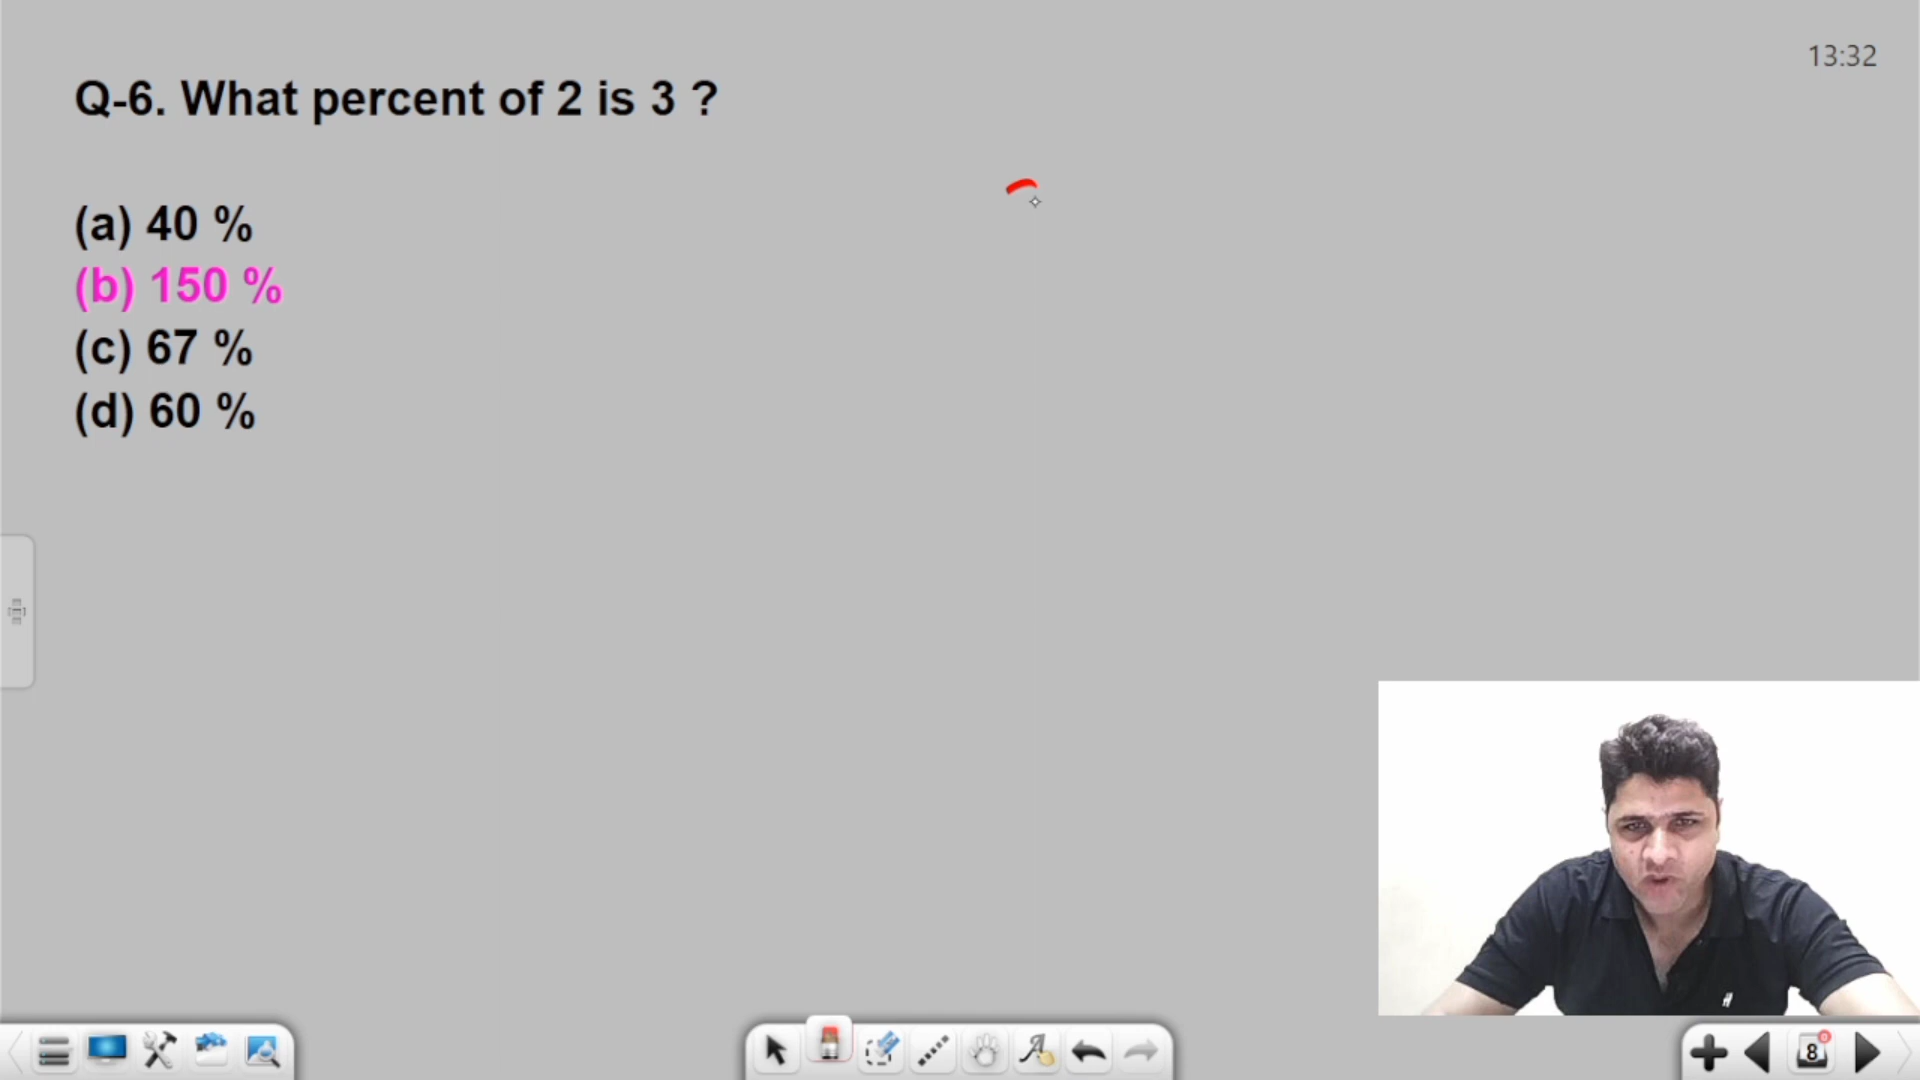 13:32
Q-6. What percent of 2 is 3 ?
(a) 40 %
(b) 150 %
(c) 67 %
(d) 60 %
8